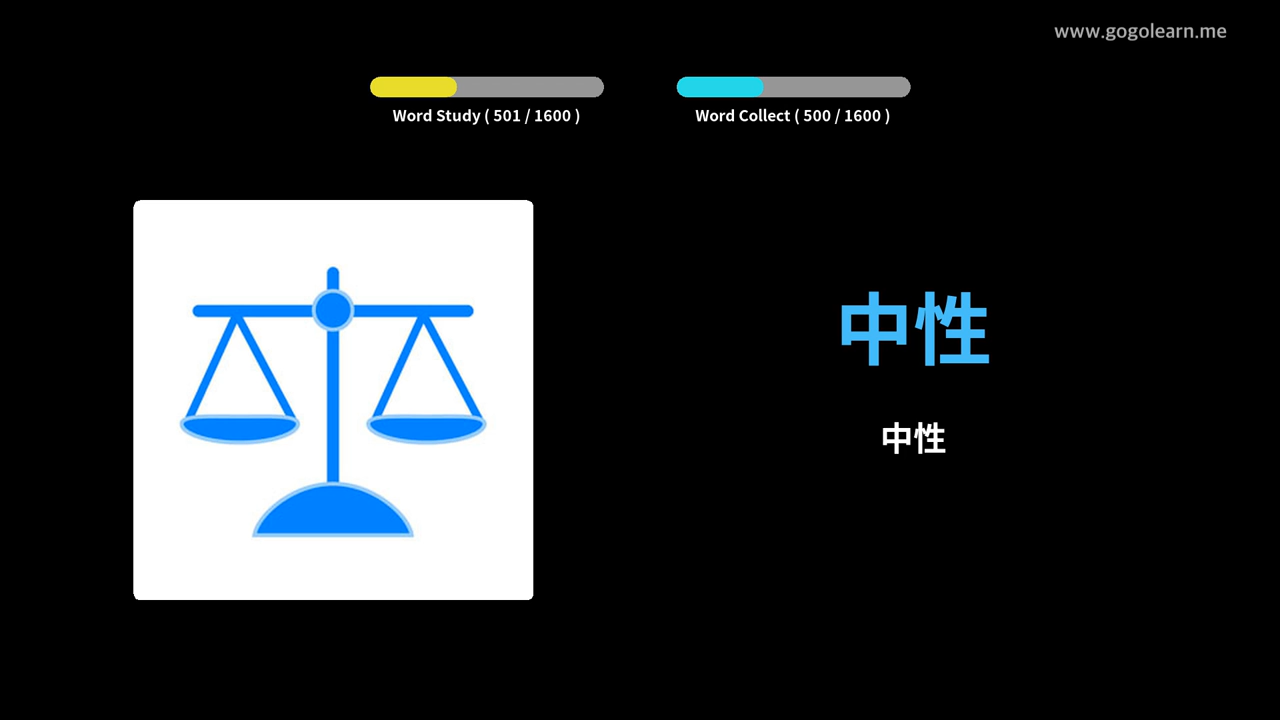 www.gogolearn.me
Word Study ( 501 / 1600 )
Word Collect ( 500 / 1600 )
中性
中性